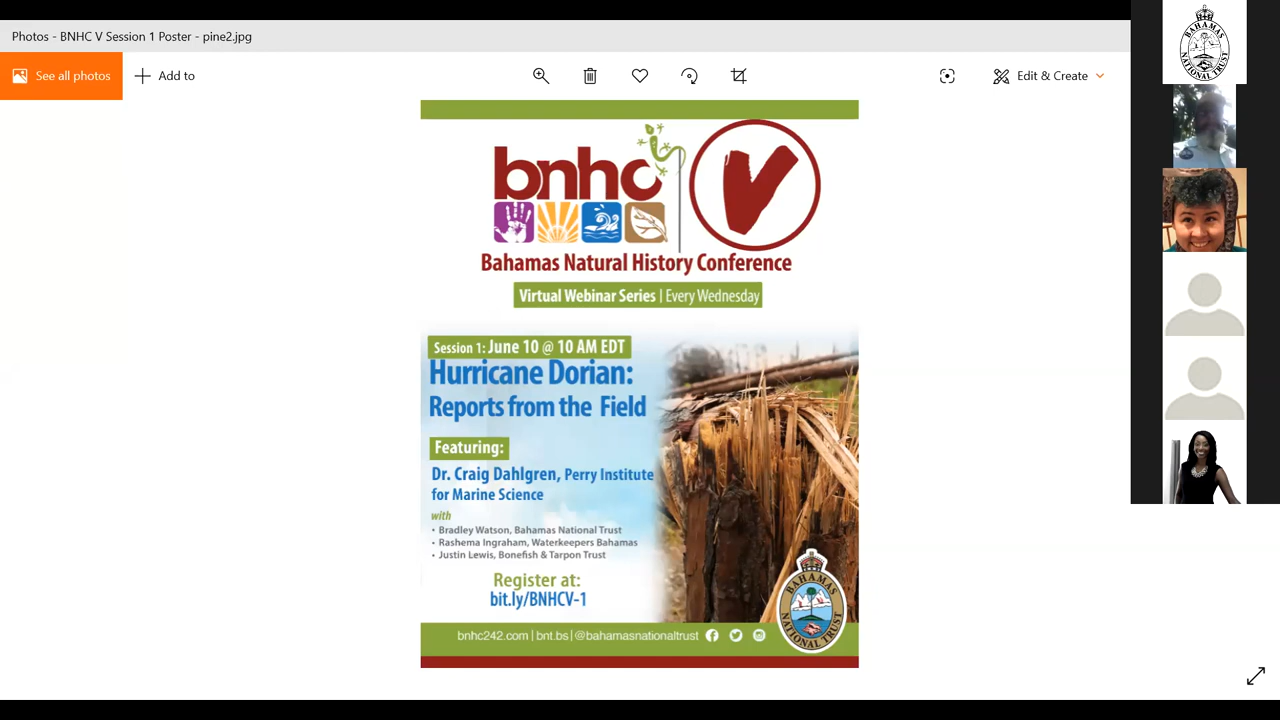 Photos - BNHC V Session 1 Poster - pine2.jpg
See all photos
Add to
Edit & Create
BAHAMAS
NATIONAL TRUST
bnhc
V
Bahamas Natural History Conference
Virtual Webinar Series | Every Wednesday
Session 1: June 10 @ 10 AM EDT
Hurricane Dorian:
Reports from the Field
Featuring:
Dr. Craig Dahlgren, Perry Institute
for Marine Science
with
• Bradley Watson, Bahamas National Trust
• Rashema Ingraham, Waterkeepers Bahamas
• Justin Lewis, Bonefish & Tarpon Trust
Register at:
bit.ly/BNHCV-1
BAHAMAS
NATIONAL TRUST
bnhc242.com | bnt.bs | @bahamasnationaltrust